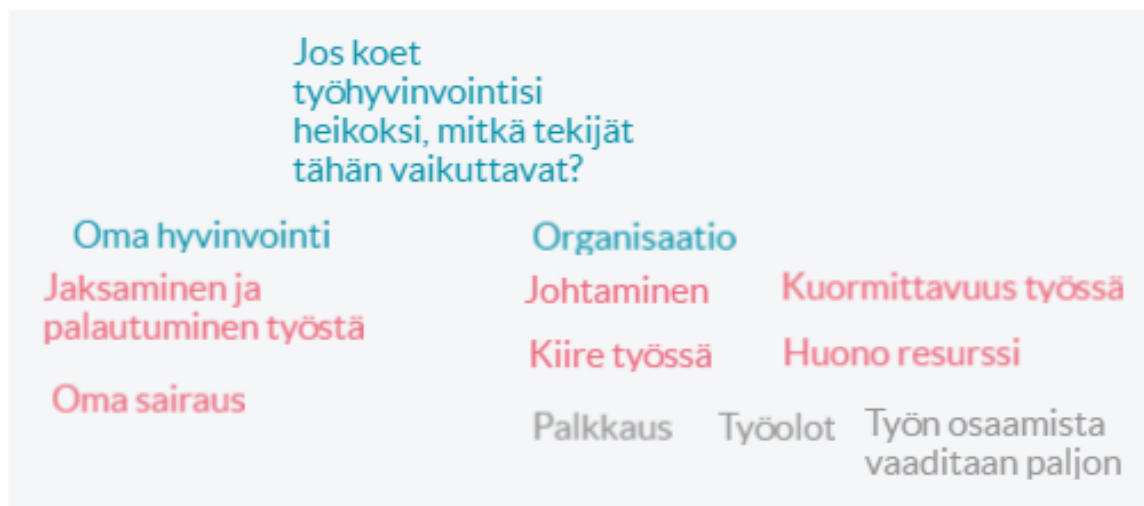 Jos koet
työhyvinvointisi
heikoksi, mitkä tekijät
tähän vaikuttavat?
Oma hyvinvointi
Jaksaminen ja
palautuminen työstä
Oma sairaus
Organisaatio
Johtaminen
Kuormittavuus työssä
Kiire työssä
Huono resurssi
Palkkaus
Työolot
Työn osaamista
vaaditaan paljon